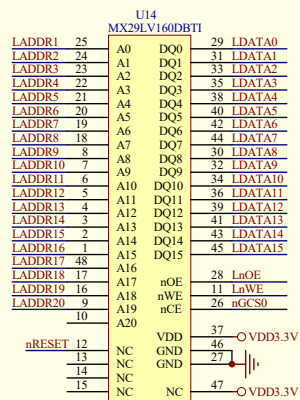 U14
MX29LV160DBTI
LADDR1 25 A0 DQ0 29 LDATA0
LADDR2 24 A1 DQ1 31 LDATA1
LADDR3 23 A2 DQ2 33 LDATA2
LADDR4 22 A3 DQ3 35 LDATA3
LADDR5 21 A4 DQ4 38 LDATA4
LADDR6 20 A5 DQ5 40 LDATA5
LADDR7 19 A6 DQ6 42 LDATA6
LADDR8 18 A7 DQ7 44 LDATA7
LADDR9 8 A8 DQ8 30 LDATA8
LADDR10 7 A9 DQ9 32 LDATA9
LADDR11 6 A10 DQ10 34 LDATA10
LADDR12 5 A11 DQ11 36 LDATA11
LADDR13 4 A12 DQ12 39 LDATA12
LADDR14 3 A13 DQ13 41 LDATA13
LADDR15 2 A14 DQ14 43 LDATA14
LADDR16 1 A15 DQ15 45 LDATA15
LADDR17 48 A16
LADDR18 17 A17 nOE 28 LnOE
LADDR19 16 A18 nWE 11 LnWE
LADDR20 9 A19 nCE 26 nGCS0
10 A20
VDD 37 VDD3.3V
nRESET 12 NC GND 46
13 NC GND 27
14 NC
15 NC NC 47 VDD3.3V